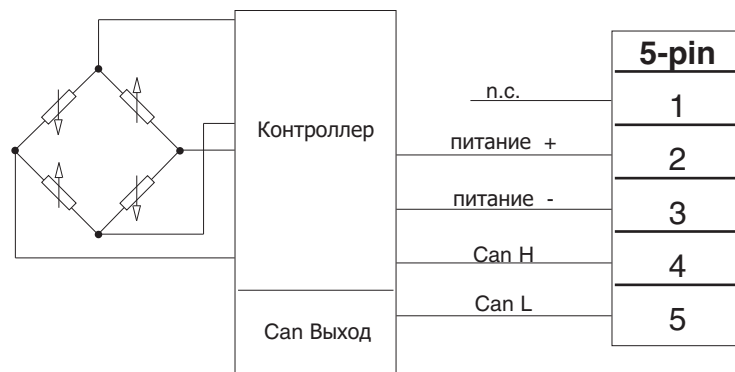 5-pin
n.c.
1
Контроллер
питание +
2
питание -
3
Can H
4
Can L
5
Can Выход